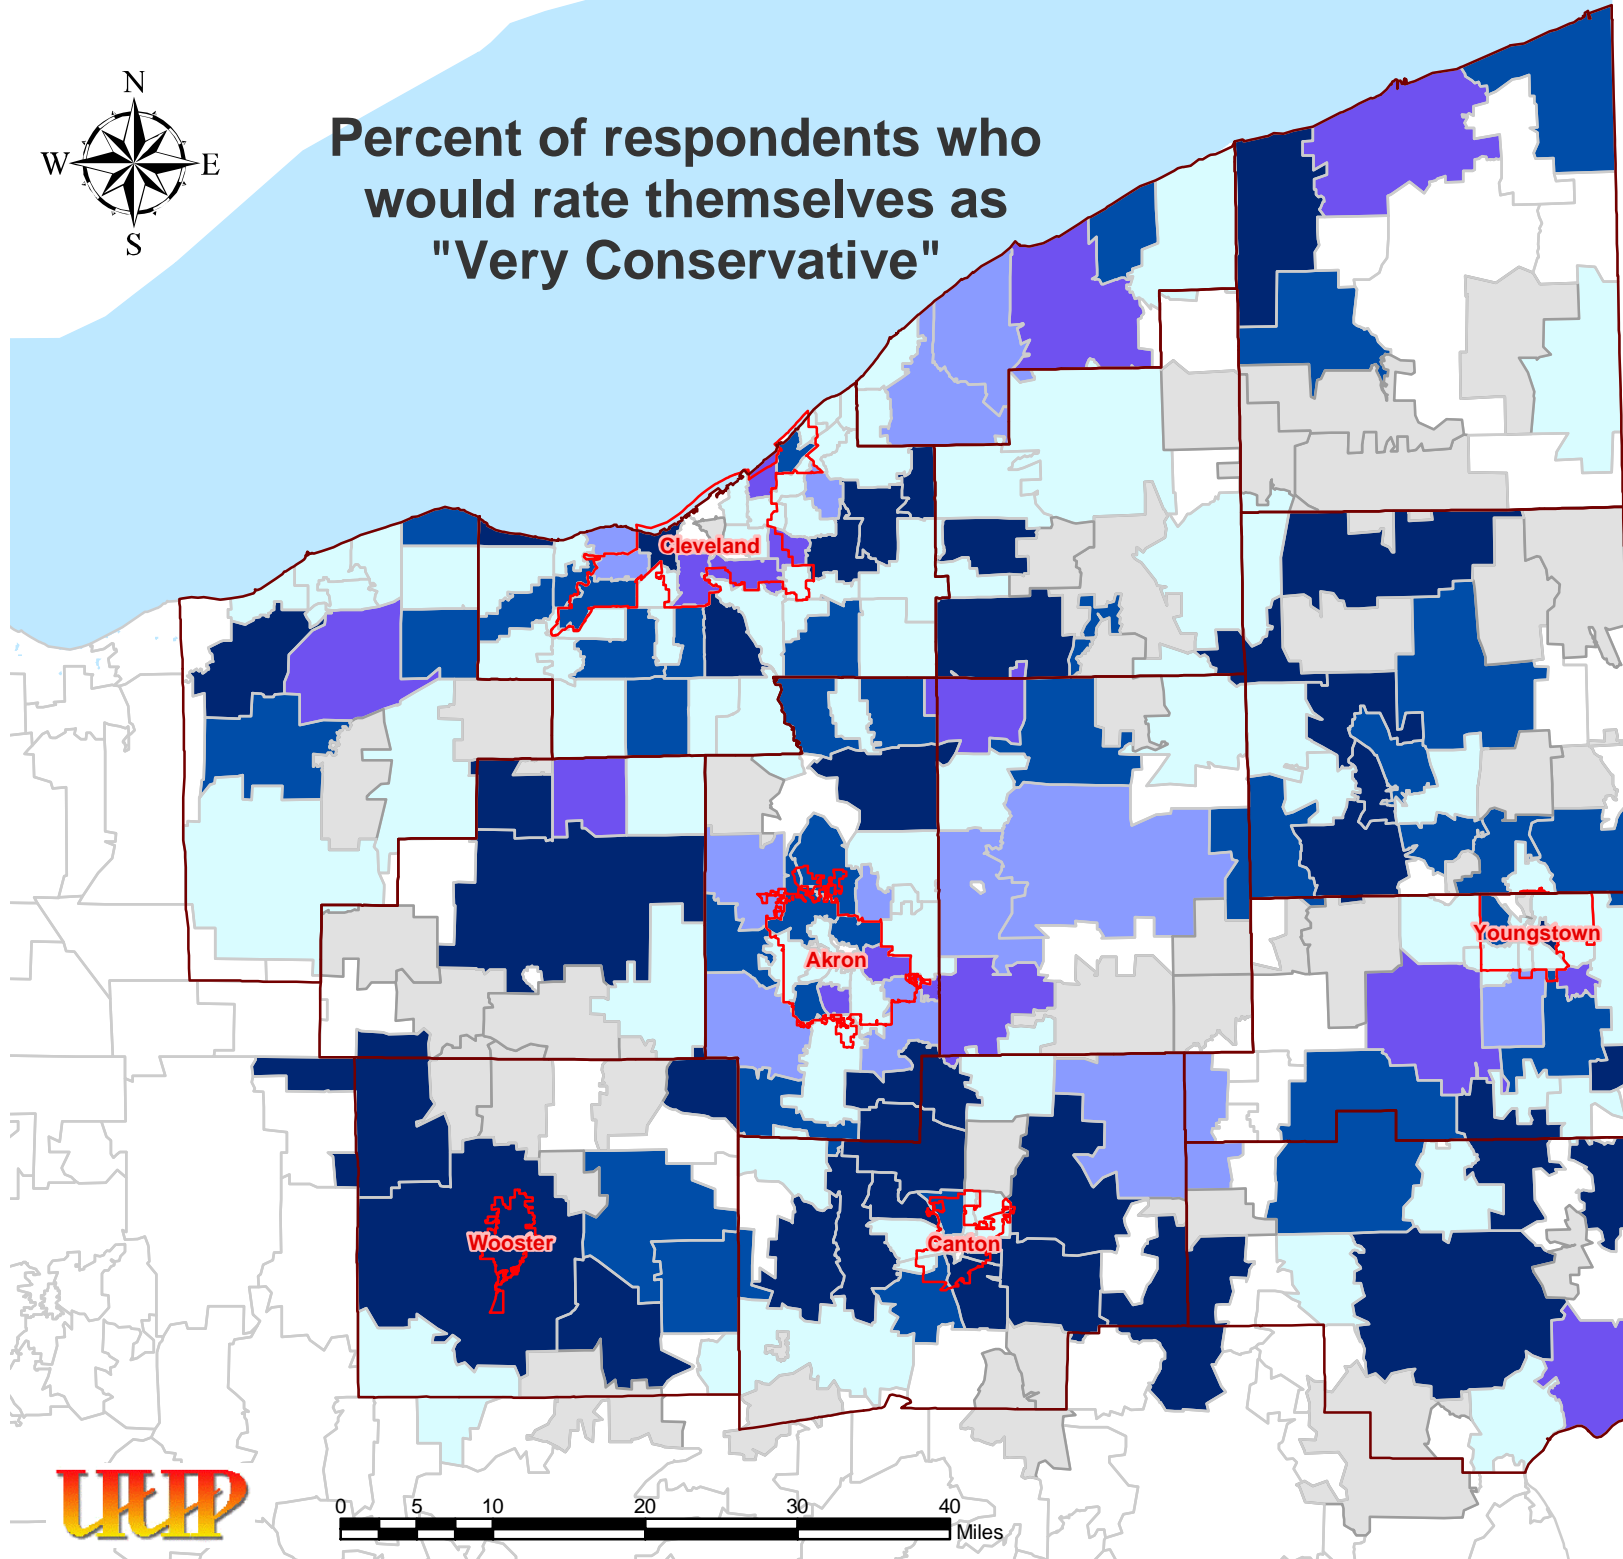 N
W
E
S
Percent of respondents who
would rate themselves as
"Very Conservative"
Cleveland
Akron
Youngstown
Wooster
Canton
UUP
0 5 10 20 30 40
Miles